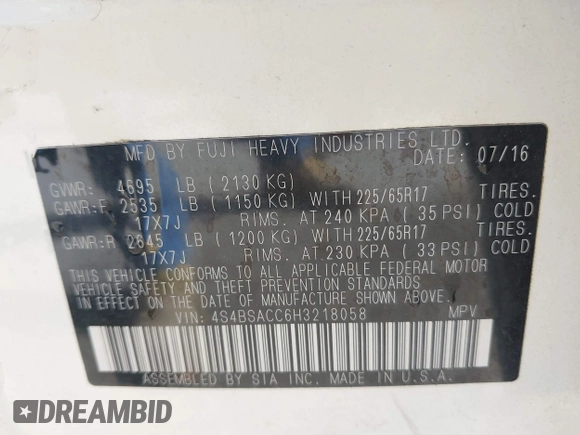 MFD BY FUJI HEAVY INDUSTRIES LTD.
DATE: 07/16
GVWR: 4695 LB ( 2130 KG)
GAWR:F 2535 LB ( 1150 KG) WITH 225/65R17 TIRES.
17X7J RIMS. AT 240 KPA ( 35 PSI) COLD
GAWR:R 2645 LB ( 1200 KG) WITH 225/65R17 TIRES.
17X7J RIMS. AT 230 KPA ( 33 PSI) COLD
THIS VEHICLE CONFORMS TO ALL APPLICABLE FEDERAL MOTOR
VEHICLE SAFETY AND THEFT PREVENTION STANDARDS
IN EFFECT ON THE DATE OF MANUFACTURE SHOWN ABOVE.
VIN: 4S4BSACC6H3218058 MPV
ASSEMBLED BY SIA INC. MADE IN U.S.A.
DREAMBID